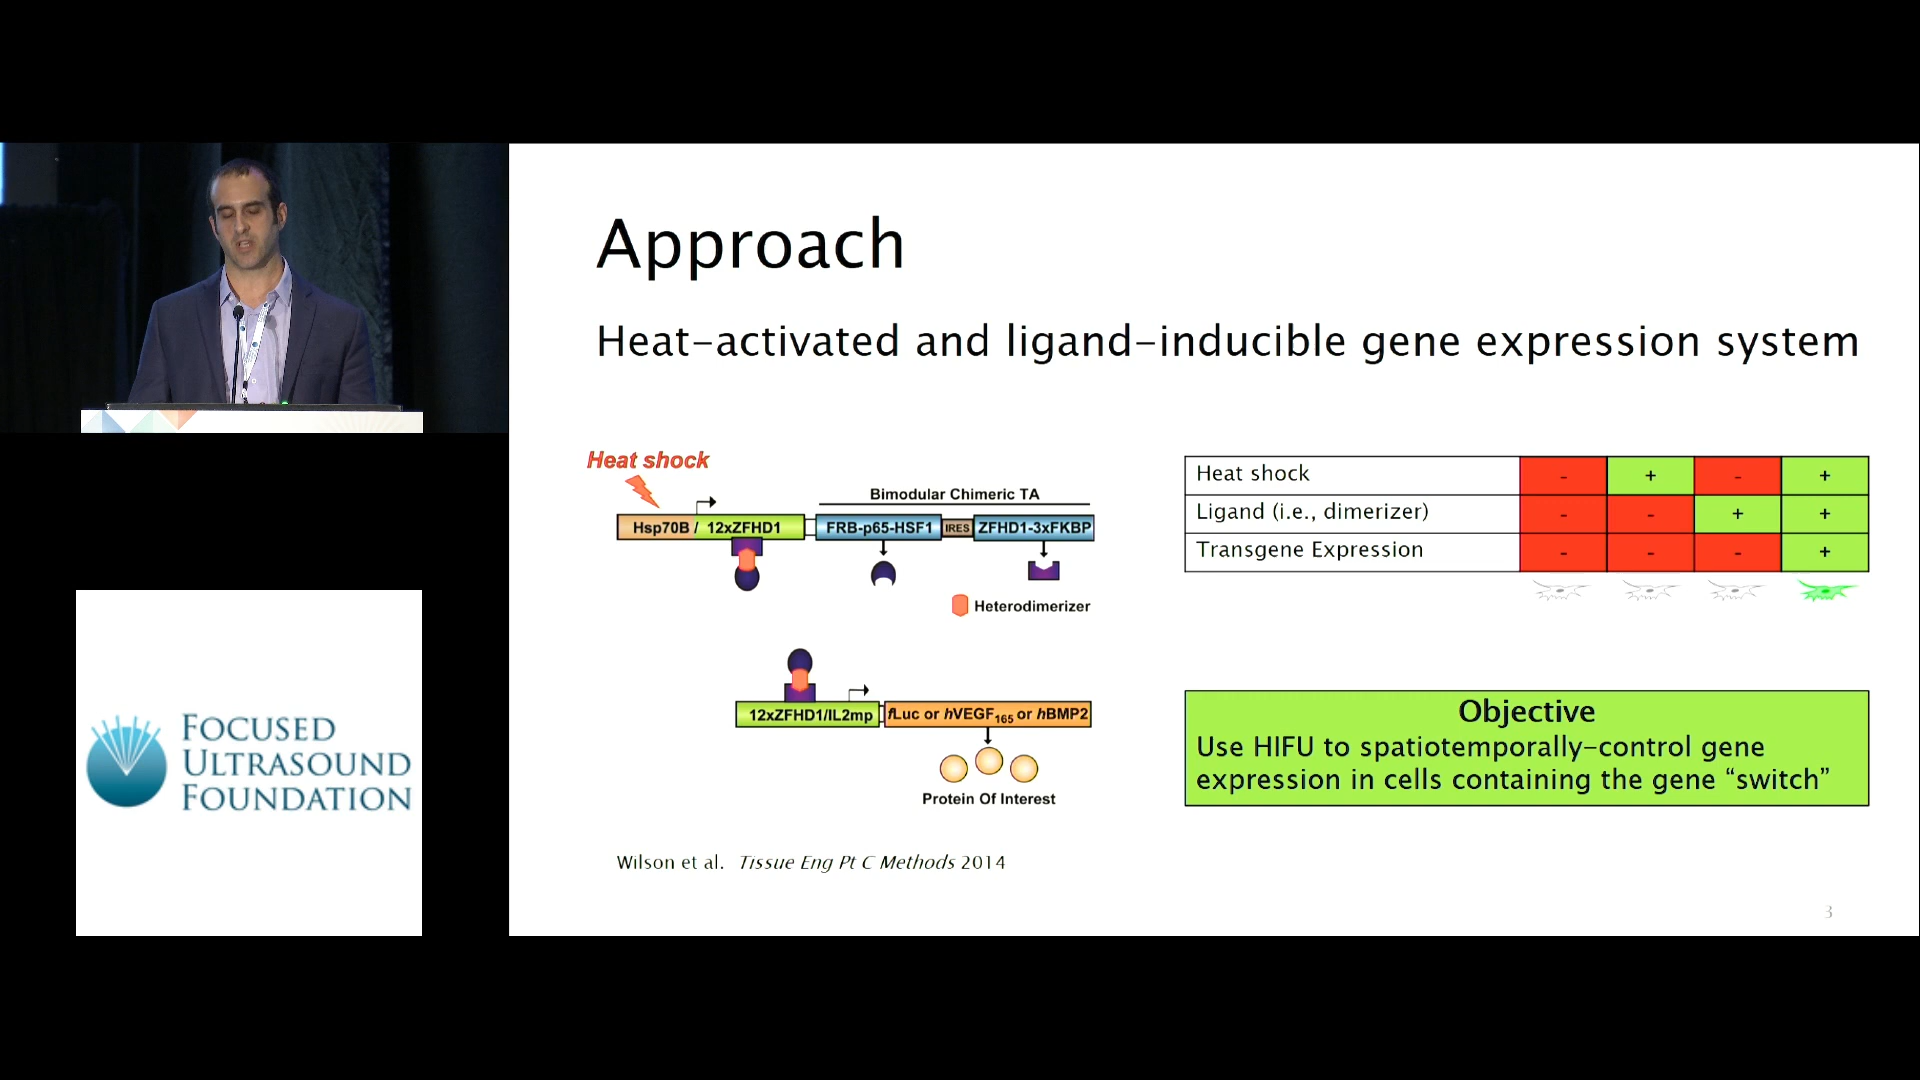 Approach
Heat-activated and ligand-inducible gene expression system
Heat shock
Bimodular Chimeric TA
Hsp70B / 12xZFHD1
FRB-p65-HSF1
IRES
ZFHD1-3xFKBP
Heterodimerizer
12xZFHD1/IL2mp
fLuc or hVEGF165 or hBMP2
Protein Of Interest
Wilson et al. Tissue Eng Pt C Methods 2014
Heat shock - + - +
Ligand (i.e., dimerizer) - - + +
Transgene Expression - - - +
Objective
Use HIFU to spatiotemporally-control gene
expression in cells containing the gene “switch”
3
FOCUSED
ULTRASOUND
FOUNDATION